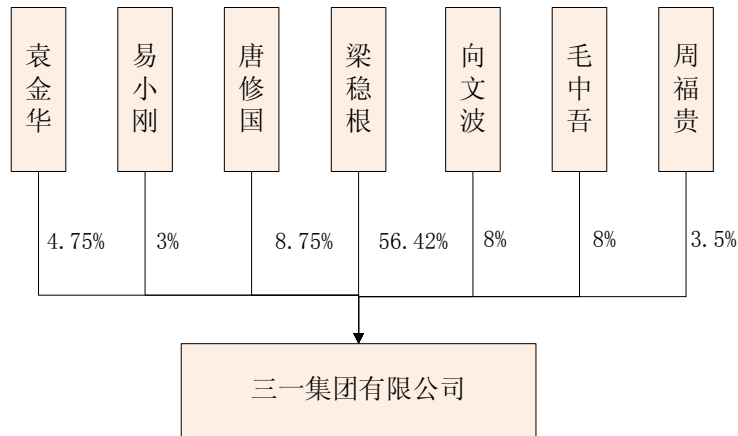 袁金华
易小刚
唐修国
梁稳根
向文波
毛中吾
周福贵
4.75%
3%
8.75%
56.42%
8%
8%
3.5%
三一集团有限公司